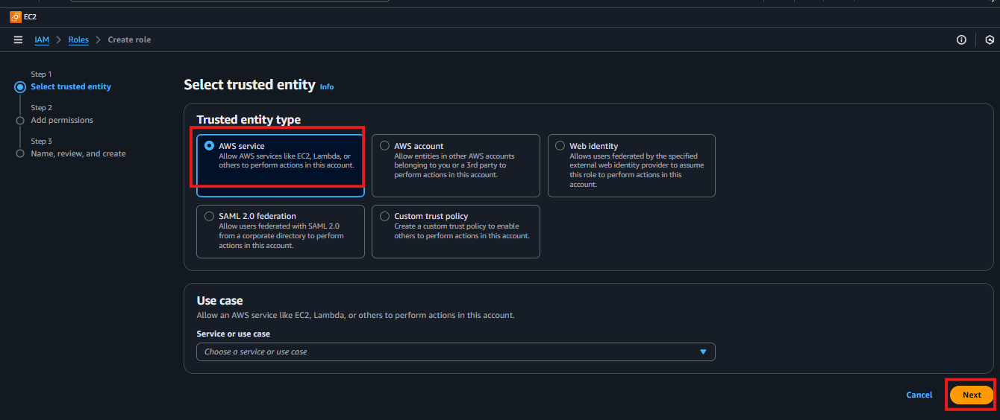 EC2
IAM > Roles > Create role
Step 1
Select trusted entity
Step 2
Add permissions
Step 3
Name, review, and create
Select trusted entity Info
Trusted entity type
AWS service
Allow AWS services like EC2, Lambda, or
others to perform actions in this account.
AWS account
Allow entities in other AWS accounts
belonging to you or a 3rd party to
perform actions in this account.
Web identity
Allows users federated by the specified
external web identity provider to assume
this role to perform actions in this
account.
SAML 2.0 federation
Allow users federated with SAML 2.0
from a corporate directory to perform
actions in this account.
Custom trust policy
Create a custom trust policy to enable
others to perform actions in this account.
Use case
Allow an AWS service like EC2, Lambda, or others to perform actions in this account.
Service or use case
Choose a service or use case
Cancel
Next